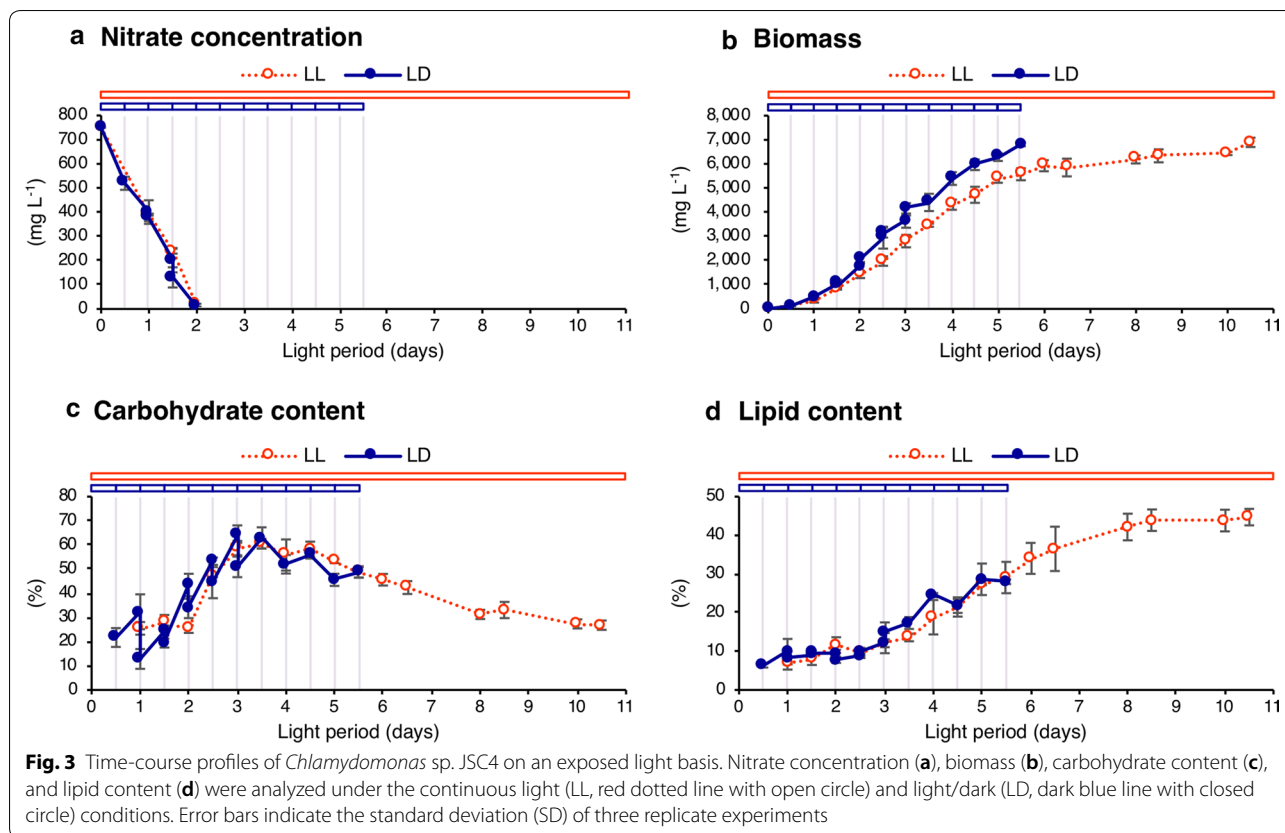 a Nitrate concentration
LL LD
800
700
600
500
400
300
200
100
0
(mg L-1)
0 1 2 3 4 5 6 7 8 9 10 11
Light period (days)
b Biomass
LL LD
8,000
7,000
6,000
5,000
4,000
3,000
2,000
1,000
0
(mg L-1)
0 1 2 3 4 5 6 7 8 9 10 11
Light period (days)
c Carbohydrate content
LL LD
80
70
60
50
40
30
20
10
0
(%)
0 1 2 3 4 5 6 7 8 9 10 11
Light period (days)
d Lipid content
LL LD
50
40
30
20
10
0
(%)
0 1 2 3 4 5 6 7 8 9 10 11
Light period (days)
Fig. 3 Time-course profiles of Chlamydomonas sp. JSC4 on an exposed light basis. Nitrate concentration (a), biomass (b), carbohydrate content (c),
and lipid content (d) were analyzed under the continuous light (LL, red dotted line with open circle) and light/dark (LD, dark blue line with closed
circle) conditions. Error bars indicate the standard deviation (SD) of three replicate experiments